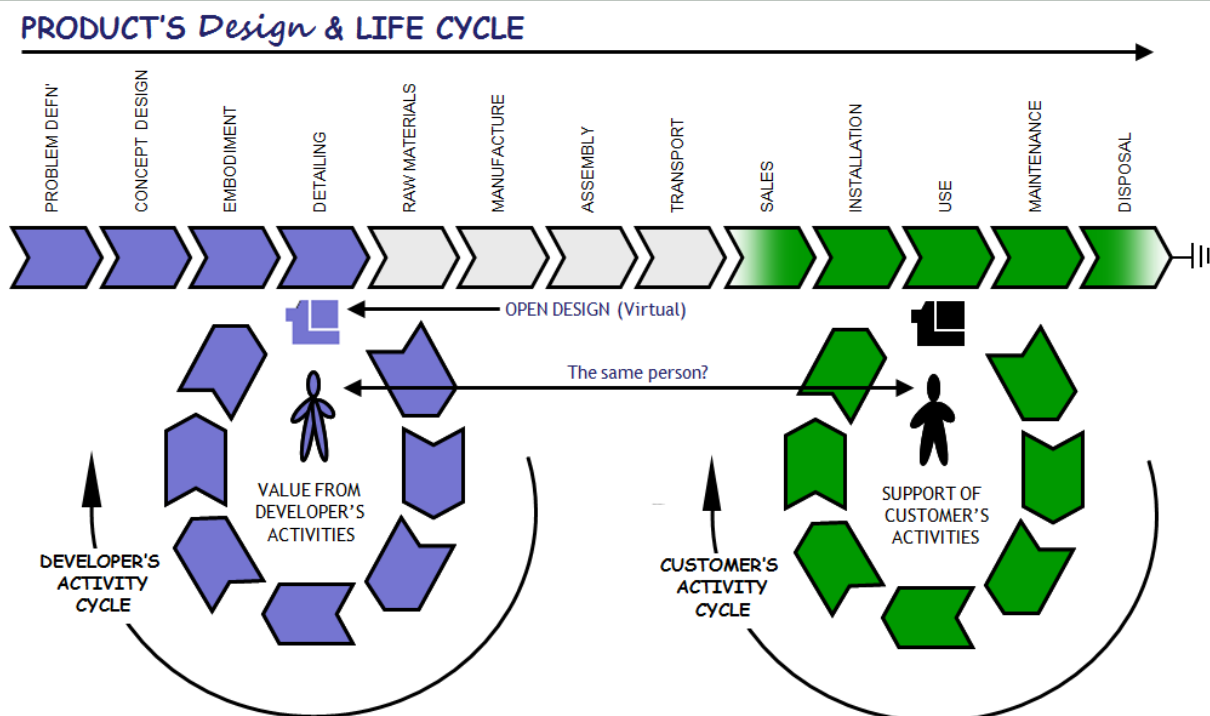 PRODUCT'S Design & LIFE CYCLE
PROBLEM DEFN'
CONCEPT DESIGN
EMBODIMENT
DETAILING
RAW MATERIALS
MANUFACTURE
ASSEMBLY
TRANSPORT
SALES
INSTALLATION
USE
MAINTENANCE
DISPOSAL
OPEN DESIGN (Virtual)
The same person?
VALUE FROM
DEVELOPER'S
ACTIVITIES
DEVELOPER'S
ACTIVITY
CYCLE
SUPPORT OF
CUSTOMER'S
ACTIVITIES
CUSTOMER'S
ACTIVITY
CYCLE